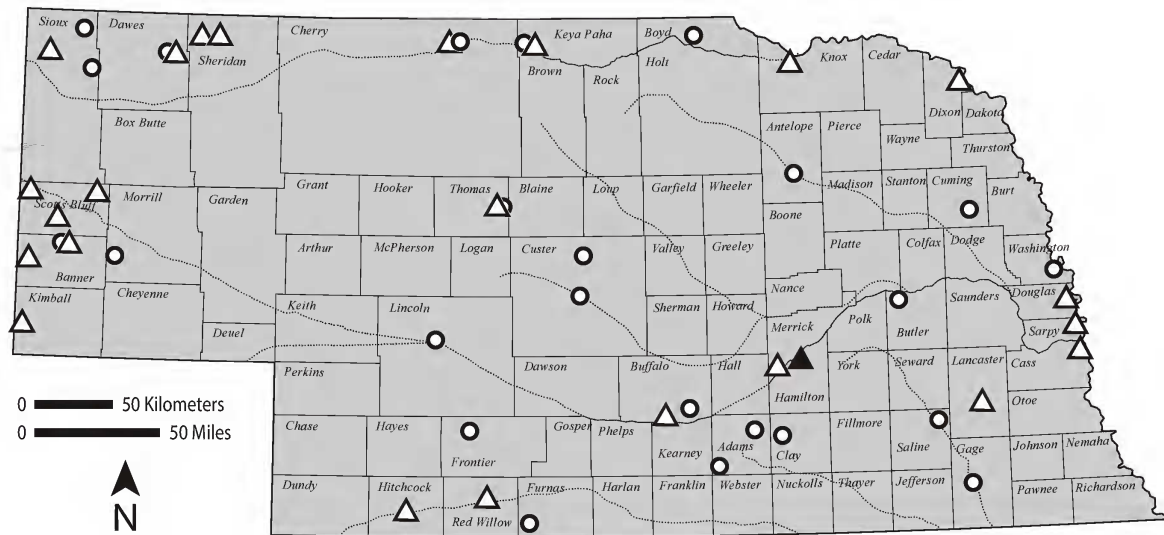 Sioux
Dawes
Sheridan
Cherry
Keya Paha
Boyd
Knox
Cedar
Dixon
Dakota
Brown
Rock
Holt
Box Butte
Antelope
Pierce
Wayne
Thurston
Scotts Bluff
Morrill
Garden
Grant
Hooker
Thomas
Blaine
Loup
Garfield
Wheeler
Madison
Stanton
Cuming
Burt
Boone
Banner
Arthur
McPherson
Logan
Custer
Valley
Greeley
Platte
Colfax
Dodge
Washington
Kimball
Cheyenne
Deuel
Keith
Lincoln
Sherman
Howard
Nance
Merrick
Polk
Butler
Saunders
Douglas
Sarpy
Perkins
Dawson
Buffalo
Hall
Hamilton
York
Seward
Lancaster
Cass
Otoe
0 50 Kilometers
0 50 Miles
Chase
Hayes
Frontier
Gosper
Phelps
Kearney
Adams
Clay
Fillmore
Saline
Gage
Johnson
Nemaha
Dundy
Hitchcock
Red Willow
Furnas
Harlan
Franklin
Webster
Nuckolls
Thayer
Jefferson
Pawnee
Richardson
N